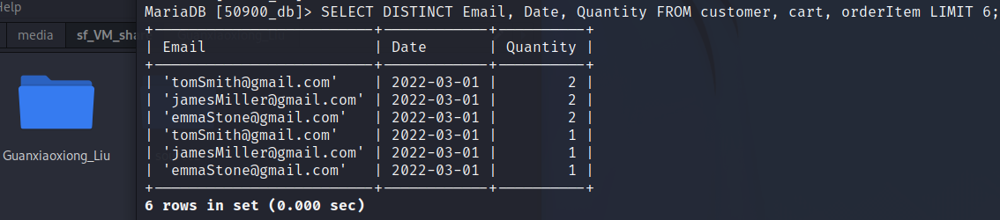 Help
media
sf_VM_sha
Guanxiaoxiong_Liu
MariaDB [50900_db]> SELECT DISTINCT Email, Date, Quantity FROM customer, cart, orderItem LIMIT 6;
+-------------------------+------------+----------+
| Email                   | Date       | Quantity |
+-------------------------+------------+----------+
| 'tomSmith@gmail.com'    | 2022-03-01 |        2 |
| 'jamesMiller@gmail.com' | 2022-03-01 |        2 |
| 'emmaStone@gmail.com'   | 2022-03-01 |        2 |
| 'tomSmith@gmail.com'    | 2022-03-01 |        1 |
| 'jamesMiller@gmail.com' | 2022-03-01 |        1 |
| 'emmaStone@gmail.com'   | 2022-03-01 |        1 |
+-------------------------+------------+----------+
6 rows in set (0.000 sec)